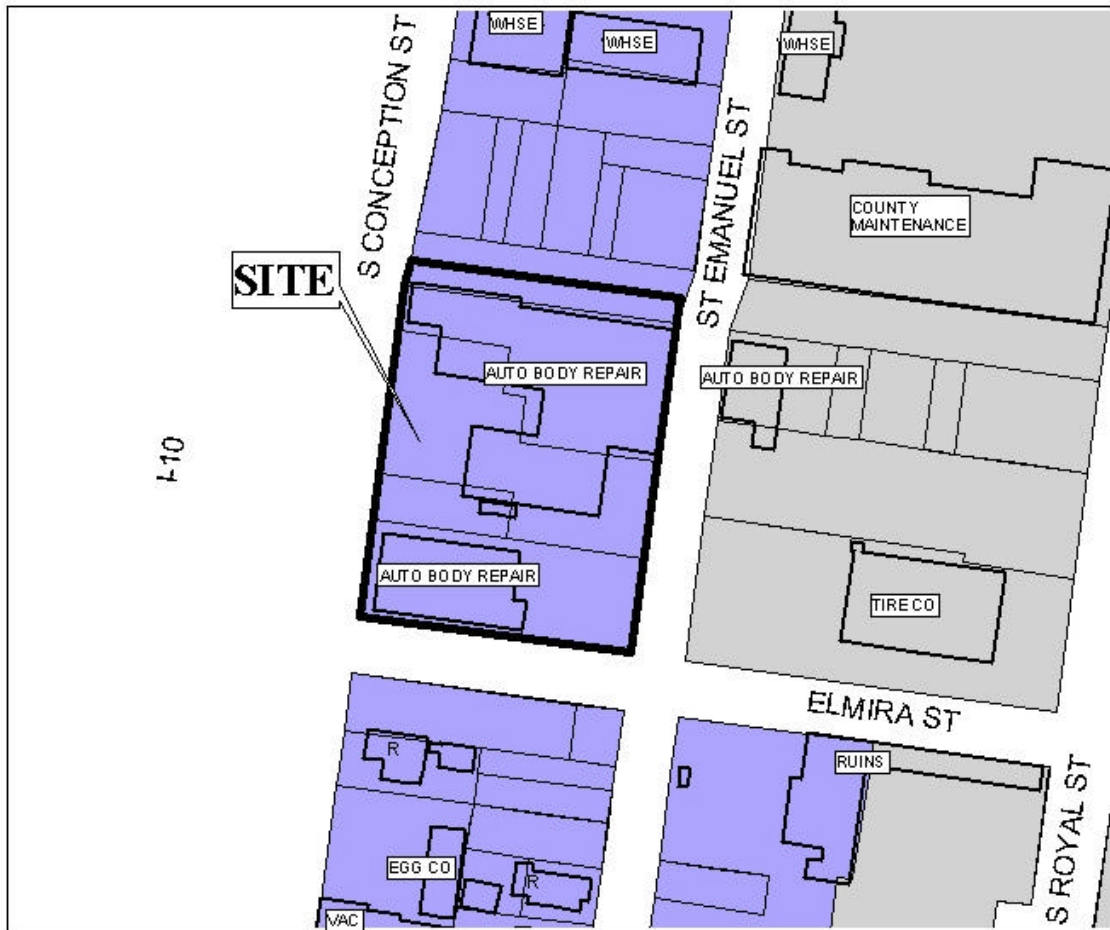 WHSE
WHSE
WHSE
S CONCEPTION ST
ST EMANUEL ST
COUNTY
MAINTENANCE
SITE
AUTO BODY REPAIR
AUTO BODY REPAIR
I-10
AUTO BODY REPAIR
TIRE CO
ELMIRA ST
R
RUINS
S ROYAL ST
EGG CO
R
VAC